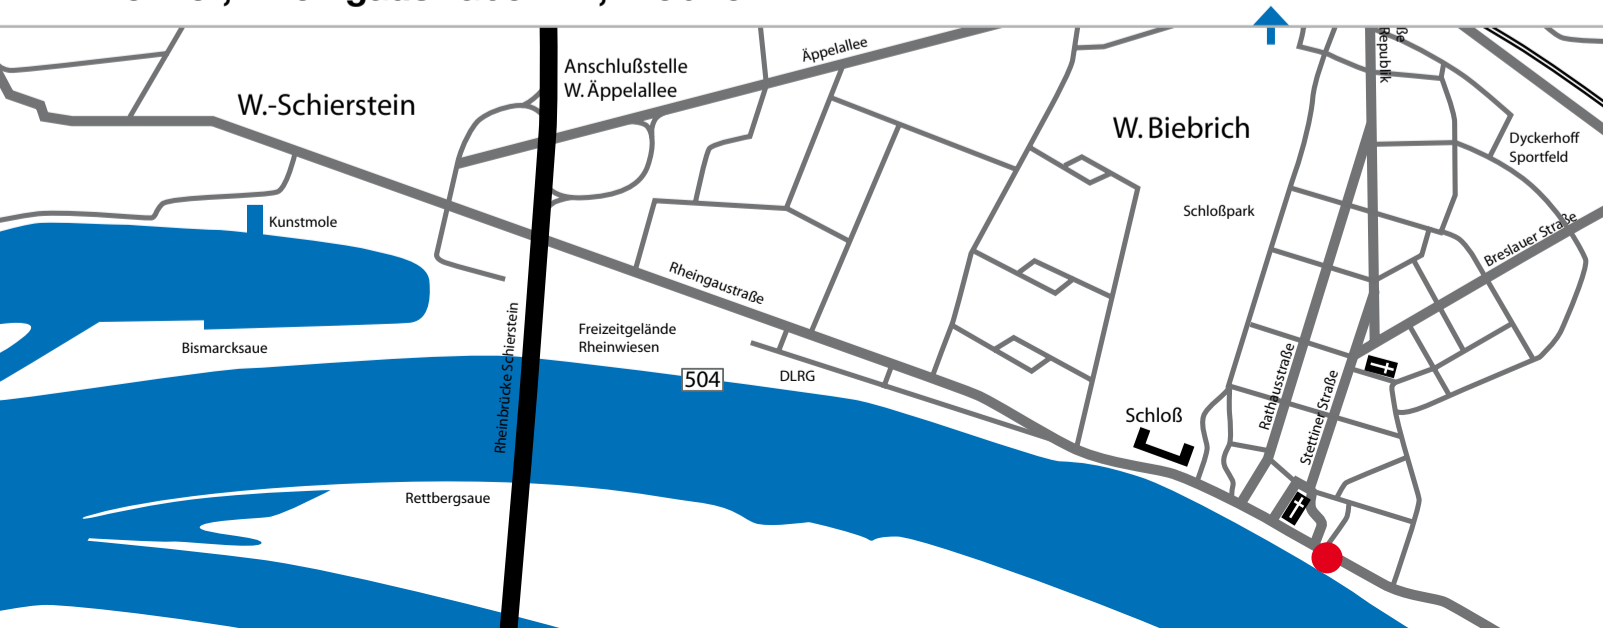 Äppelallee
Republik
Anschlußstelle
W. Äppelallee
W.-Schierstein
W. Biebrich
Dyckerhoff
Sportfeld
Schloßpark
Kunstmole
Breslauer Straße
Rheingaustraße
Freizeitgelände
Rheinwiesen
Bismarcksaue
504
DLRG
Rheinbrücke Schierstein
Rathausstraße
Stettiner Straße
Schloß
Rettbergsaue